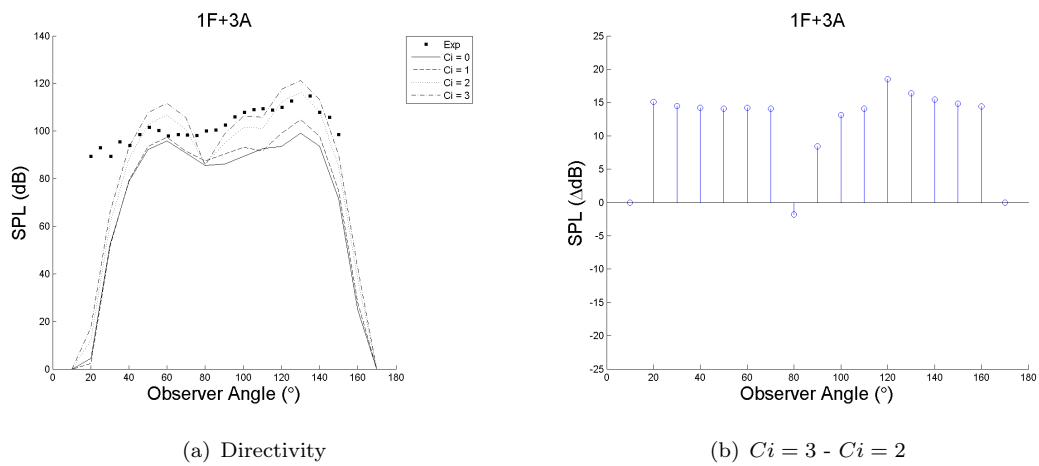 1F+3A
140
120
100
80
60
40
20
0
SPL (dB)
0 20 40 60 80 100 120 140 160 180
Observer Angle (°)
Exp
Ci = 0
Ci = 1
Ci = 2
Ci = 3
(a) Directivity
1F+3A
25
20
15
10
5
0
-5
-10
-15
-20
-25
SPL (ΔdB)
0 20 40 60 80 100 120 140 160 180
Observer Angle (°)
(b) Ci = 3 - Ci = 2